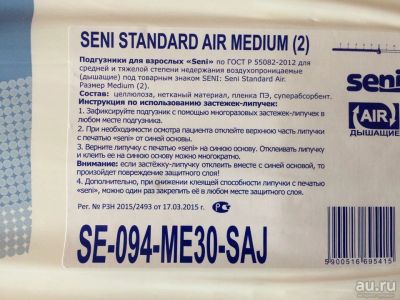 SENI STANDARD AIR MEDIUM (2)
Подгузники для взрослых «Seni» по ГОСТ Р 55082-2012 для
средней и тяжелой степени недержания воздухопроницаемые
(дышащие) под товарным знаком SENI: Seni Standard Air.
Размер Medium (2).
Состав: целлюлоза, нетканый материал, пленка ПЭ, суперабсорбент.
Инструкция по использованию застежек-липучек:
1. Зафиксируйте подгузник с помощью многоразовых застежек-липучек в
любом месте подгузника.
2. При необходимости осмотра пациента отклейте верхнюю часть липучки
с печатью «seni» от синей основы.
3. Верните липучку с печатью «seni» на синюю основу. Отклеивать липучку
и клеить ее на синюю основу можно многократно.
Внимание: если застёжку-липучку отклеить вместе с синей основой, то
произойдет повреждение защитного слоя!
4. Дополнительно, при снижении клеящей способности липучки с печатью
«seni», можно один раз закрепить её в любом месте защитного слоя!
Рег. № РЗН 2015/2493 от 17.03.2015 г.
SE-094-ME30-SAJ
seni
AIR
ДЫШАЩИЕ
5900516695415
au.ru